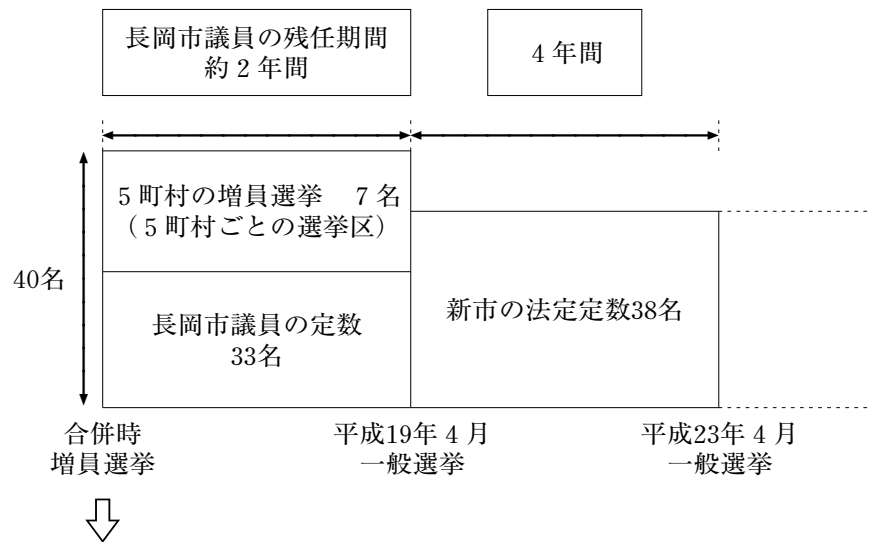 長岡市議員の残任期間
約2年間
4年間
5町村の増員選挙　7名
（5町村ごとの選挙区）
40名
長岡市議員の定数
33名
新市の法定定数38名
合併時
増員選挙
平成19年4月
一般選挙
平成23年4月
一般選挙